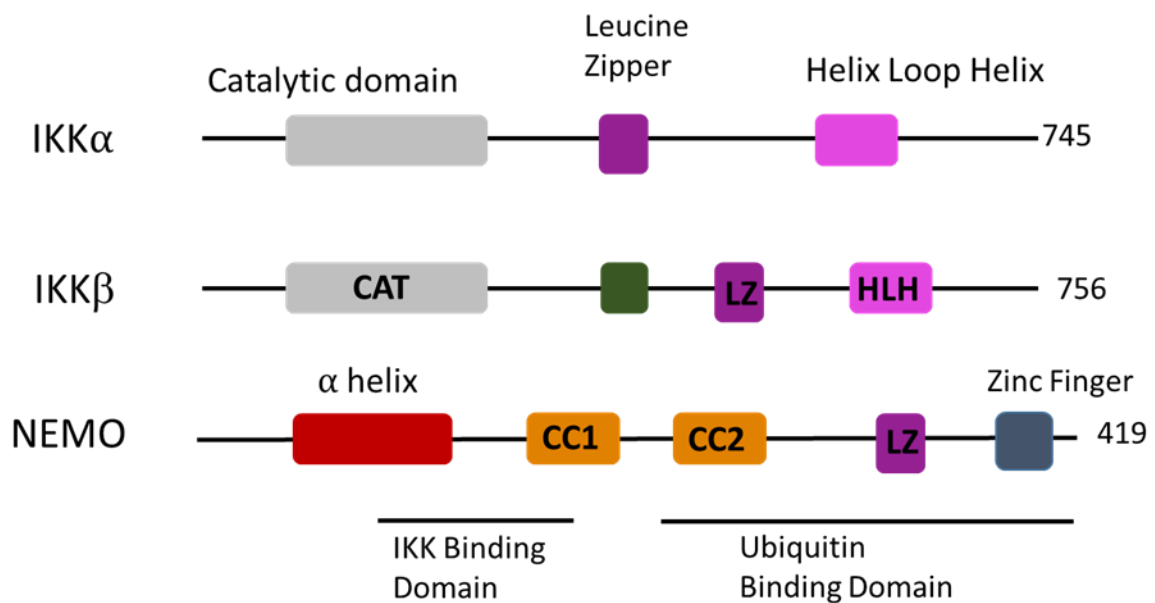 Leucine
Zipper
Catalytic domain
Helix Loop Helix
IKKα
745
IKKβ
CAT
LZ
HLH
756
α helix
Zinc Finger
NEMO
CC1
CC2
LZ
419
IKK Binding
Domain
Ubiquitin
Binding Domain